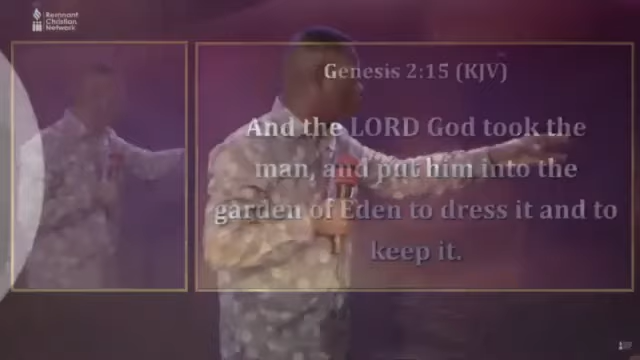 Remnant
Christian
Network
Genesis 2:15 (KJV)
And the LORD God took the
man, and put him into the
garden of Eden to dress it and to
keep it.